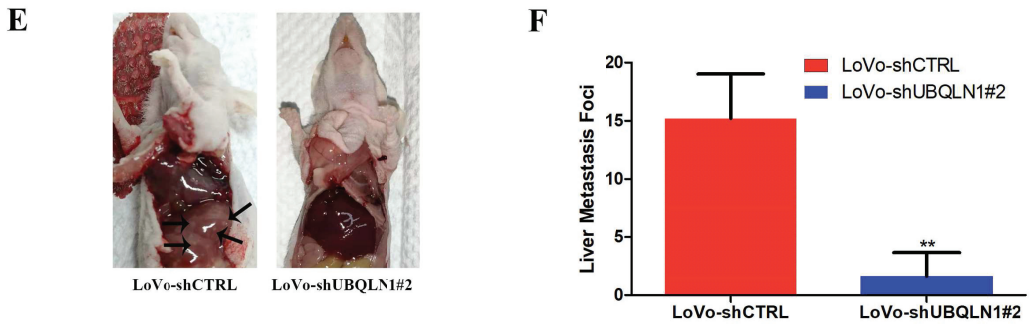 E
LoVo-shCTRL
LoVo-shUBQLN1#2
F
Liver Metastasis Foci
20
15
10
5
0
LoVo-shCTRL
LoVo-shUBQLN1#2
**
LoVo-shCTRL
LoVo-shUBQLN1#2